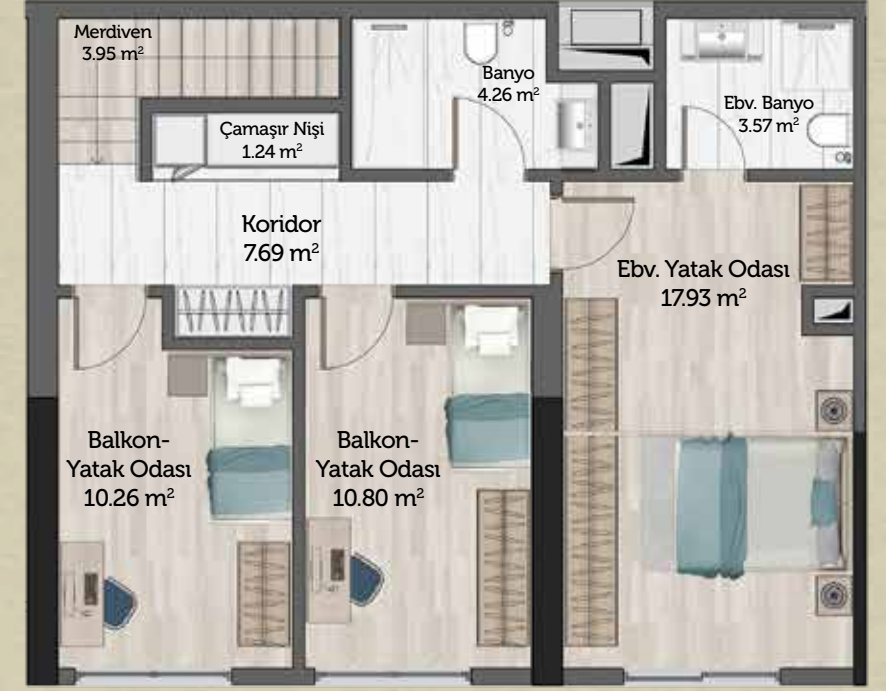 Merdiven
3.95 m²
Çamaşır Nişi
1.24 m²
Banyo
4.26 m²
Ebv. Banyo
3.57 m²
Koridor
7.69 m²
Ebv. Yatak Odası
17.93 m²
Balkon-
Yatak Odası
10.26 m²
Balkon-
Yatak Odası
10.80 m²